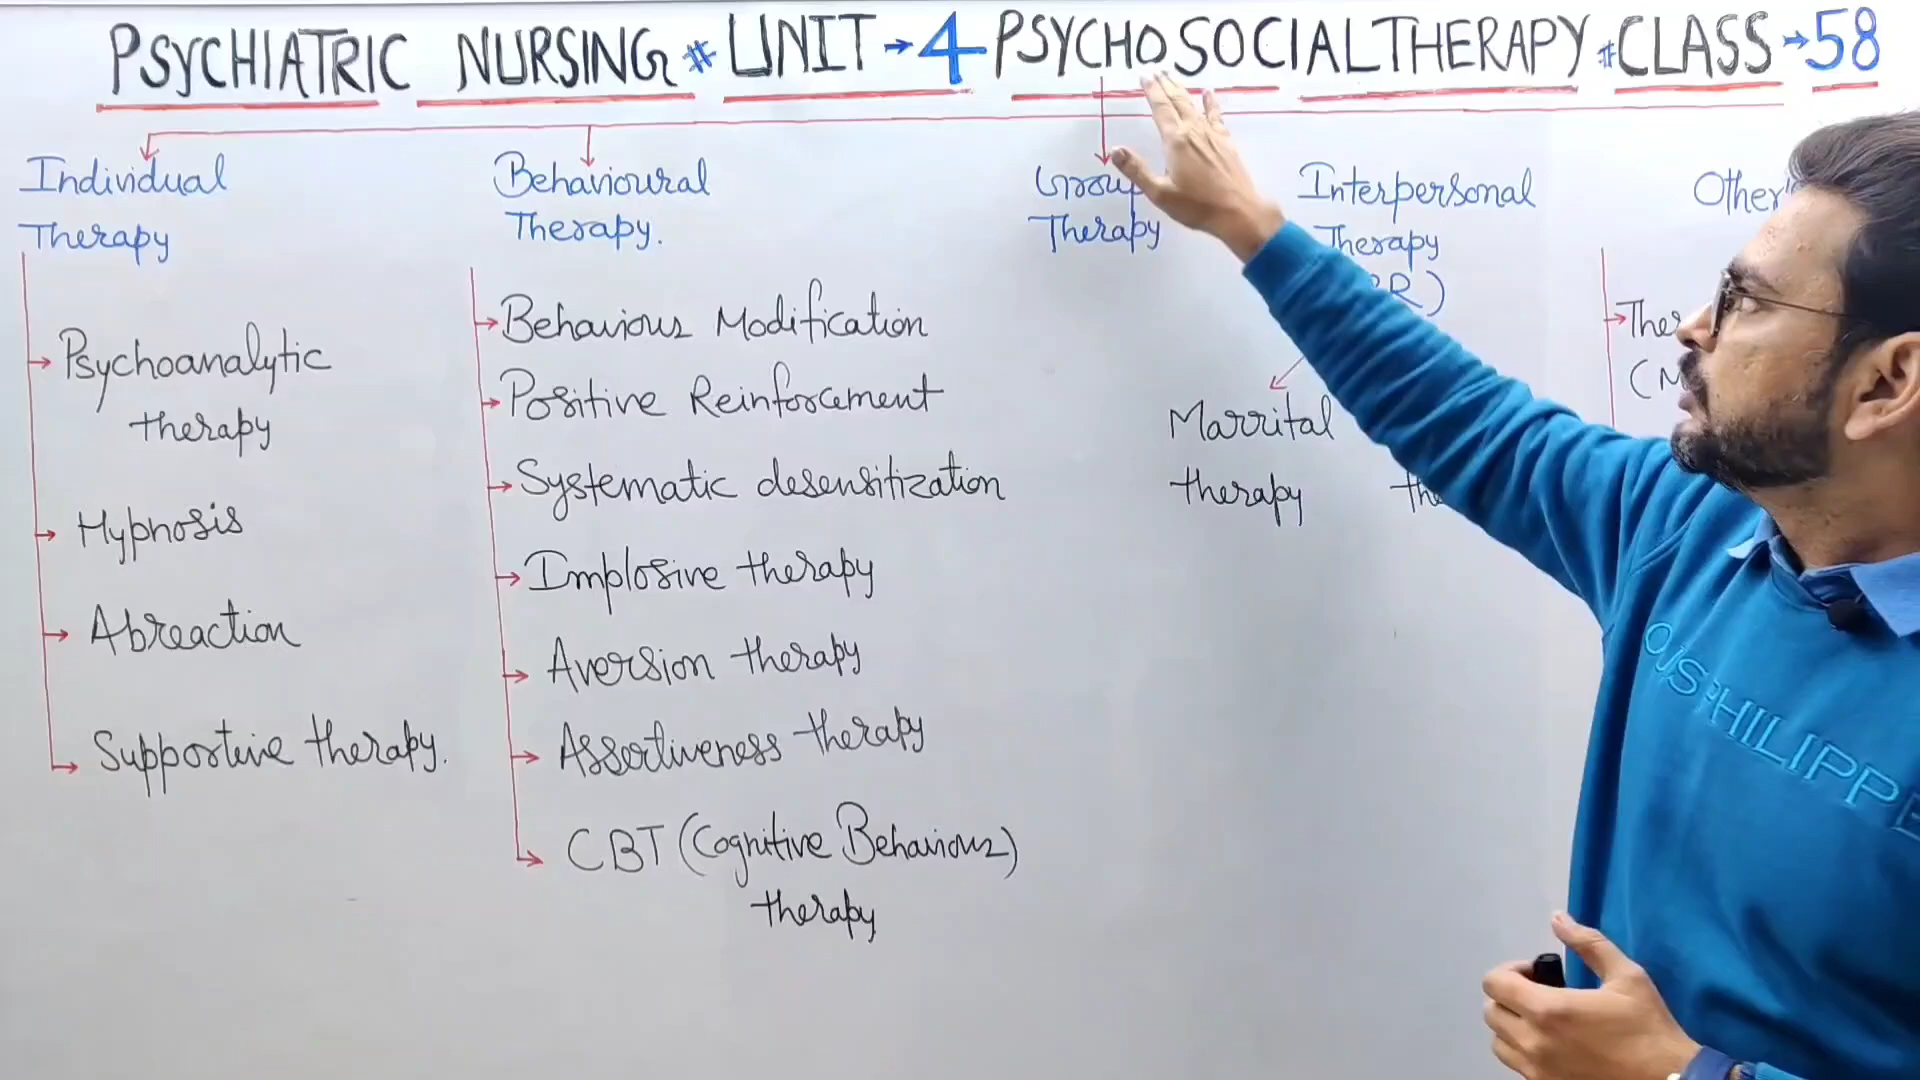 PSYCHIATRIC NURSING # UNIT → 4 PSYCHOSOCIAL THERAPY # CLASS → 58
Individual
Therapy
Psychoanalytic
therapy
Hypnosis
Abreaction
Supportive therapy.
Behavioural
Therapy.
Behaviour Modification
Positive Reinforcement
Systematic desensitization
Implosive therapy
Aversion therapy
Assertiveness therapy
CBT (Cognitive Behaviour)
therapy
Group
Therapy
Interpersonal
Therapy
Marrital
therapy